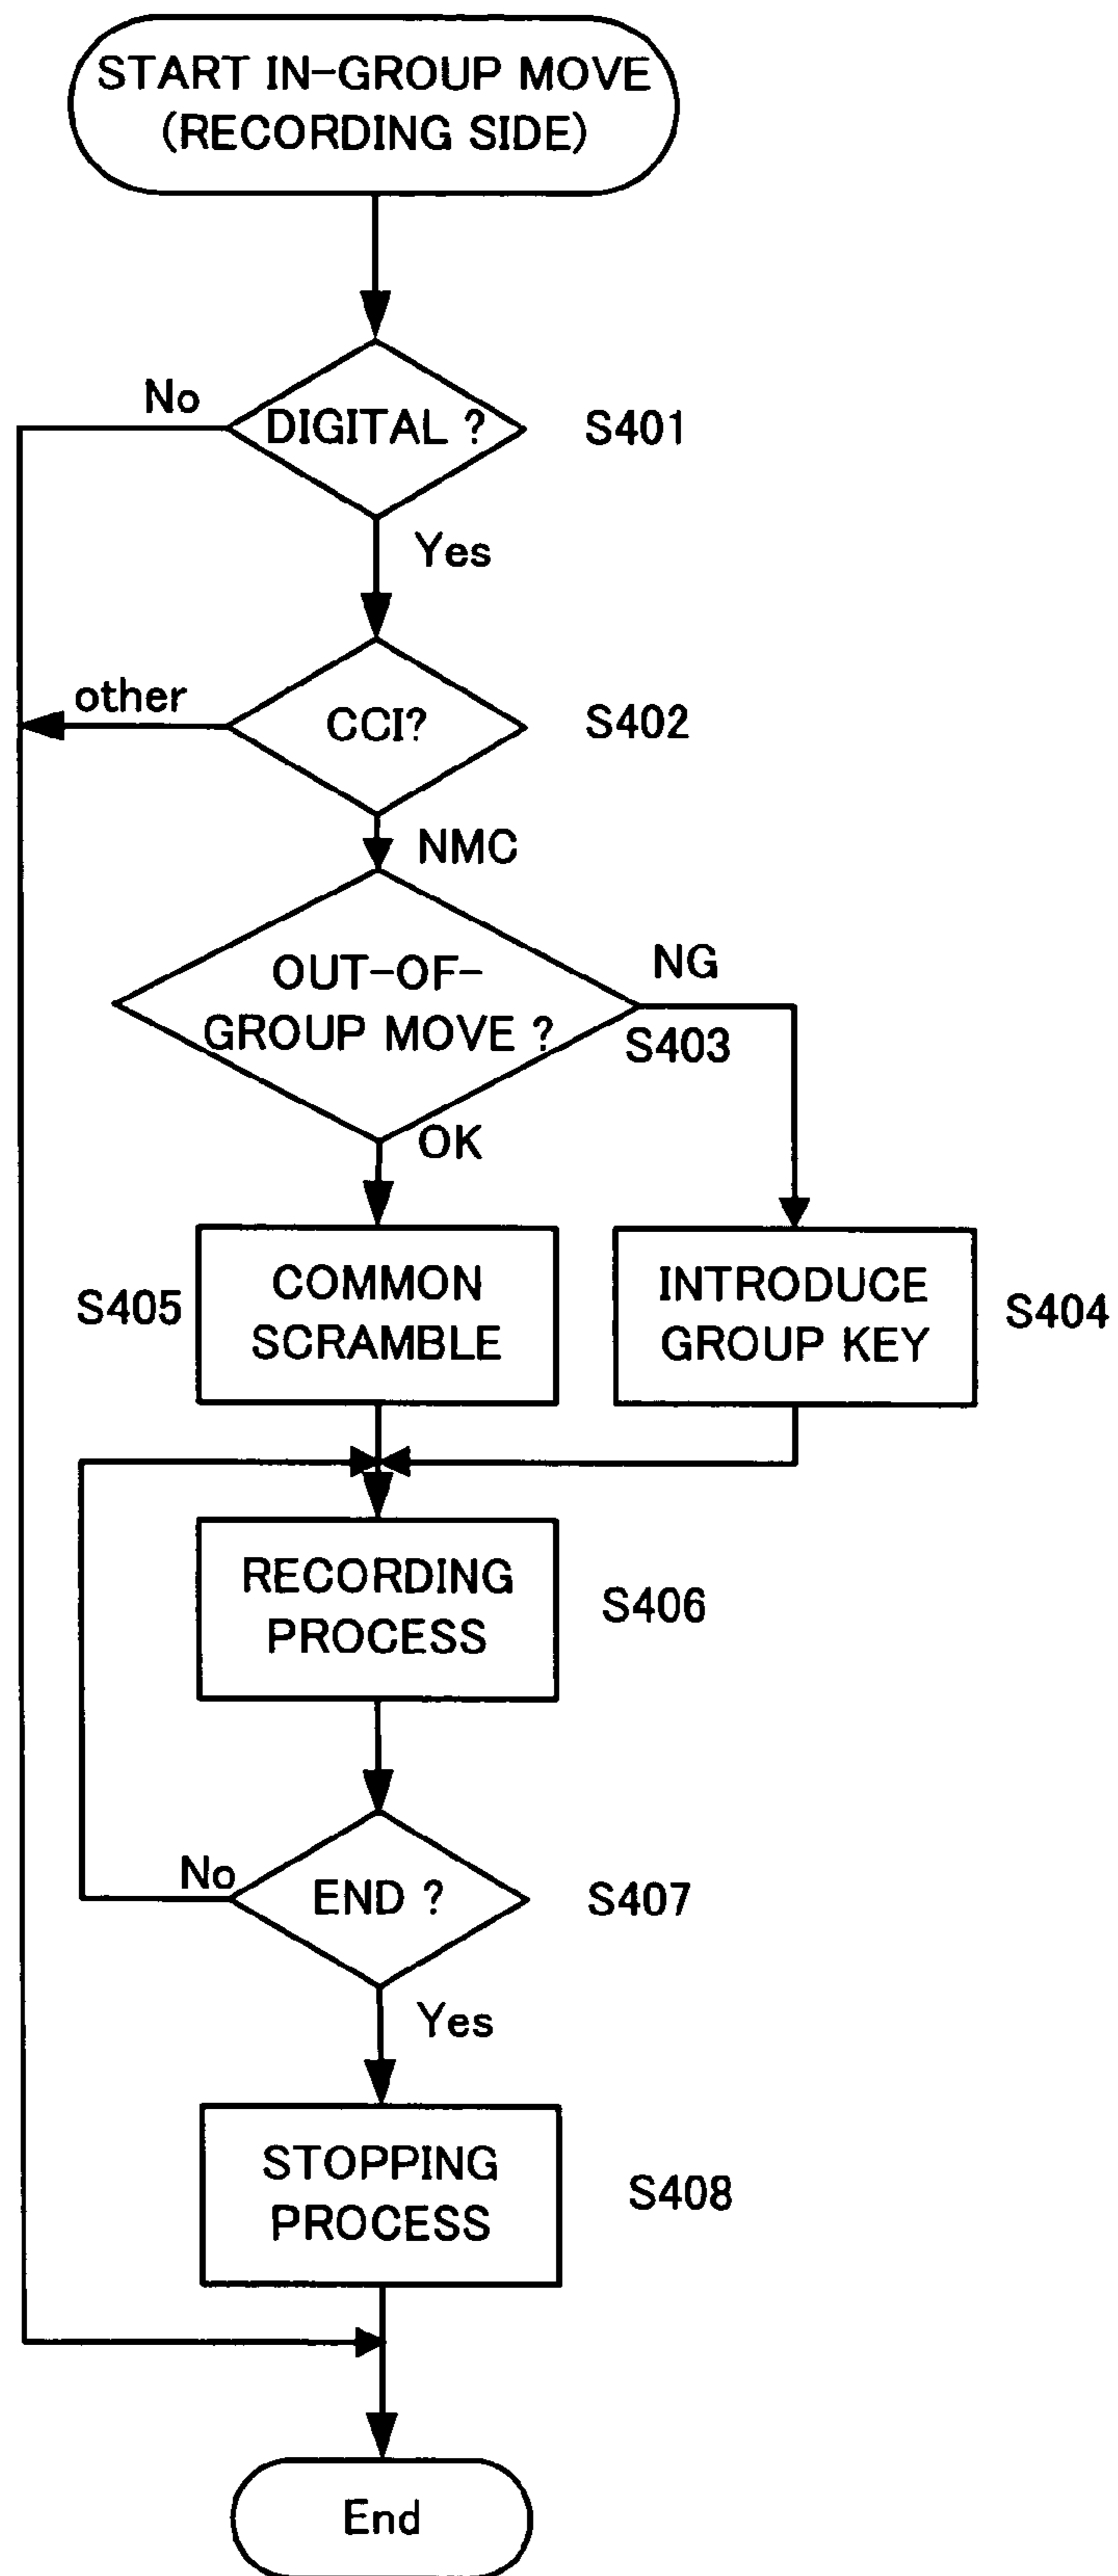 START IN-GROUP MOVE
(RECORDING SIDE)
No
DIGITAL ?
S401
Yes
other
CCI?
S402
NMC
OUT-OF-
GROUP MOVE ?
NG
S403
OK
S405
COMMON
SCRAMBLE
INTRODUCE
GROUP KEY
S404
RECORDING
PROCESS
S406
No
END ?
S407
Yes
STOPPING
PROCESS
S408
End